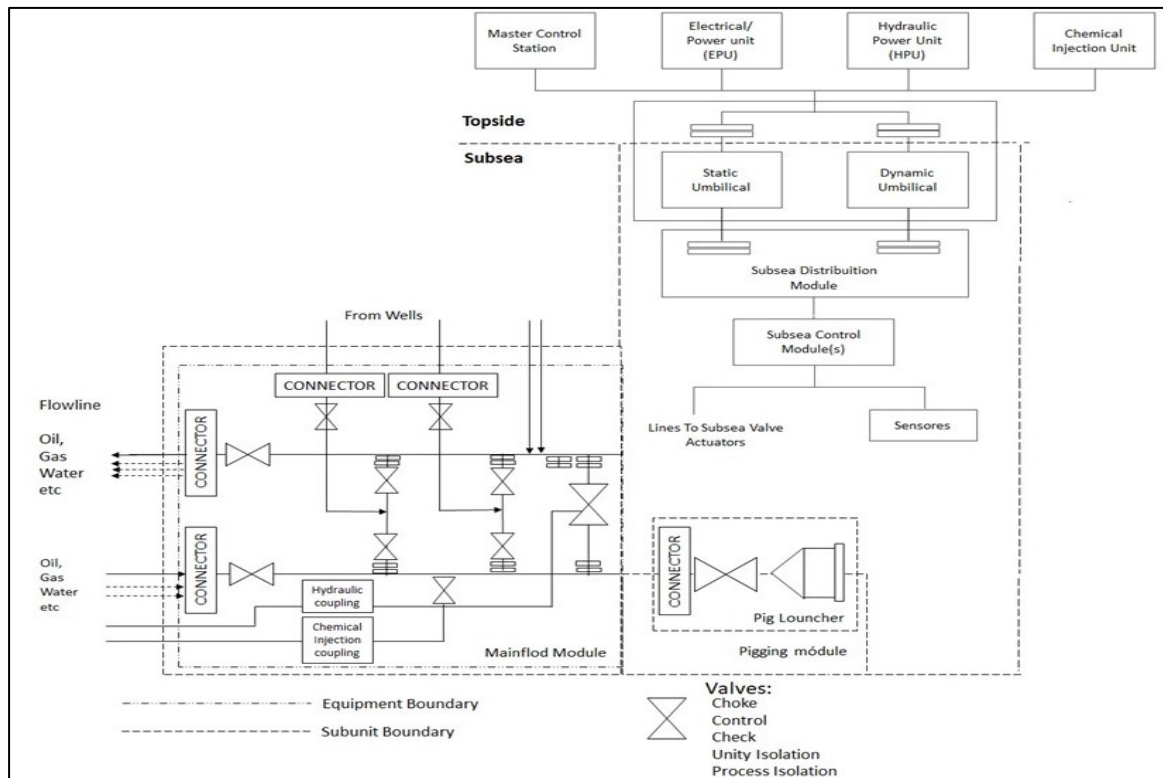 Master Control
Station
Electrical/
Power unit
(EPU)
Hydraulic
Power Unit
(HPU)
Chemical
Injection Unit
Topside
Subsea
Static
Umbilical
Dynamic
Umbilical
Subsea Distribuition
Module
Subsea Control
Module(s)
Lines To Subsea Valve
Actuators
Sensores
From Wells
CONNECTOR
CONNECTOR
Flowline
Oil,
Gas
Water
etc
CONNECTOR
Oil,
Gas
Water
etc
CONNECTOR
Hydraulic
coupling
Chemical
Injection
coupling
Mainflod Module
CONNECTOR
Pig Louncher
Pigging módule
Equipment Boundary
Subunit Boundary
Valves:
Choke
Control
Check
Unity Isolation
Process Isolation